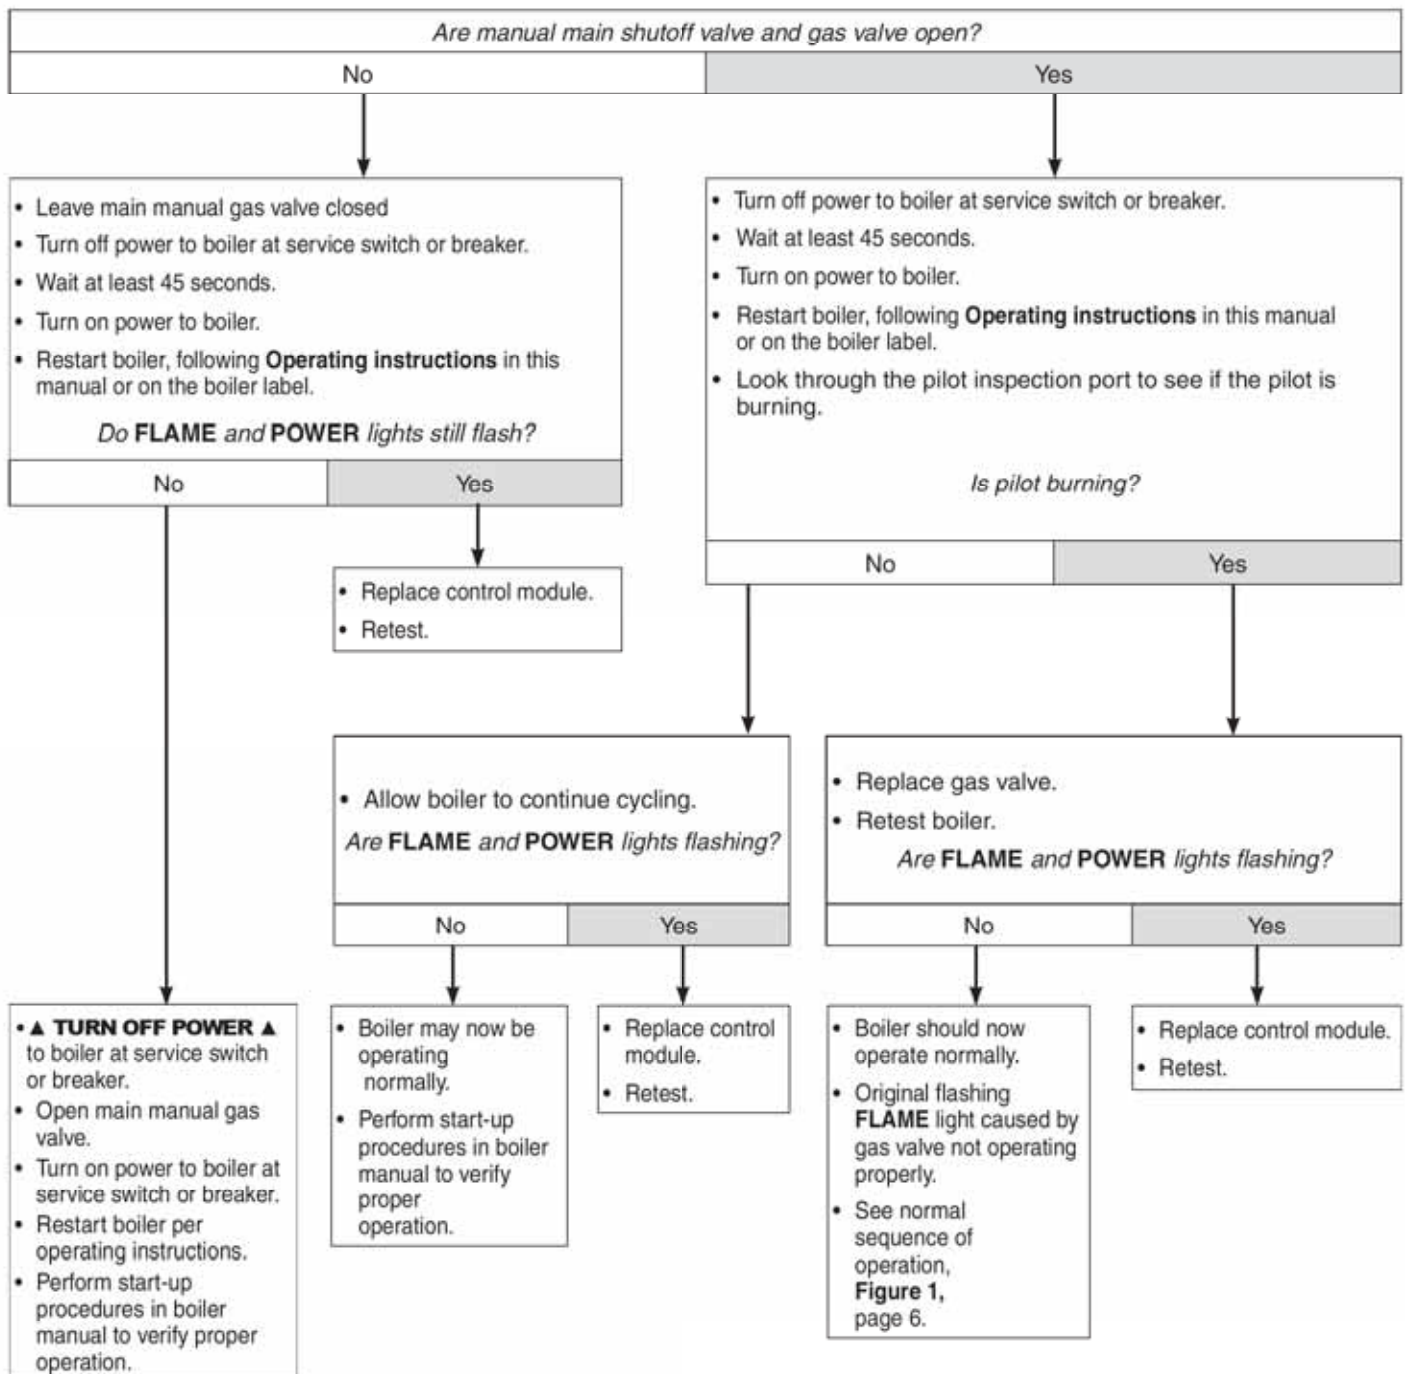 Are manual main shutoff valve and gas valve open?
No
Yes
• Leave main manual gas valve closed
• Turn off power to boiler at service switch or breaker.
• Wait at least 45 seconds.
• Turn on power to boiler.
• Restart boiler, following Operating instructions in this
manual or on the boiler label.
Do FLAME and POWER lights still flash?
No
Yes
• Turn off power to boiler at service switch or breaker.
• Wait at least 45 seconds.
• Turn on power to boiler.
• Restart boiler, following Operating instructions in this manual
or on the boiler label.
• Look through the pilot inspection port to see if the pilot is
burning.
Is pilot burning?
No
Yes
• Replace control module.
• Retest.
• Allow boiler to continue cycling.
Are FLAME and POWER lights flashing?
No
Yes
• Replace gas valve.
• Retest boiler.
Are FLAME and POWER lights flashing?
No
Yes
• ▲ TURN OFF POWER ▲
to boiler at service switch
or breaker.
• Open main manual gas
valve.
• Turn on power to boiler at
service switch or breaker.
• Restart boiler per
operating instructions.
• Perform start-up
procedures in boiler
manual to verify proper
operation.
• Boiler may now be
operating
normally.
• Perform start-up
procedures in boiler
manual to verify
proper
operation.
• Replace control
module.
• Retest.
• Boiler should now
operate normally.
• Original flashing
FLAME light caused by
gas valve not operating
properly.
• See normal
sequence of
operation,
Figure 1,
page 6.
• Replace control module.
• Retest.